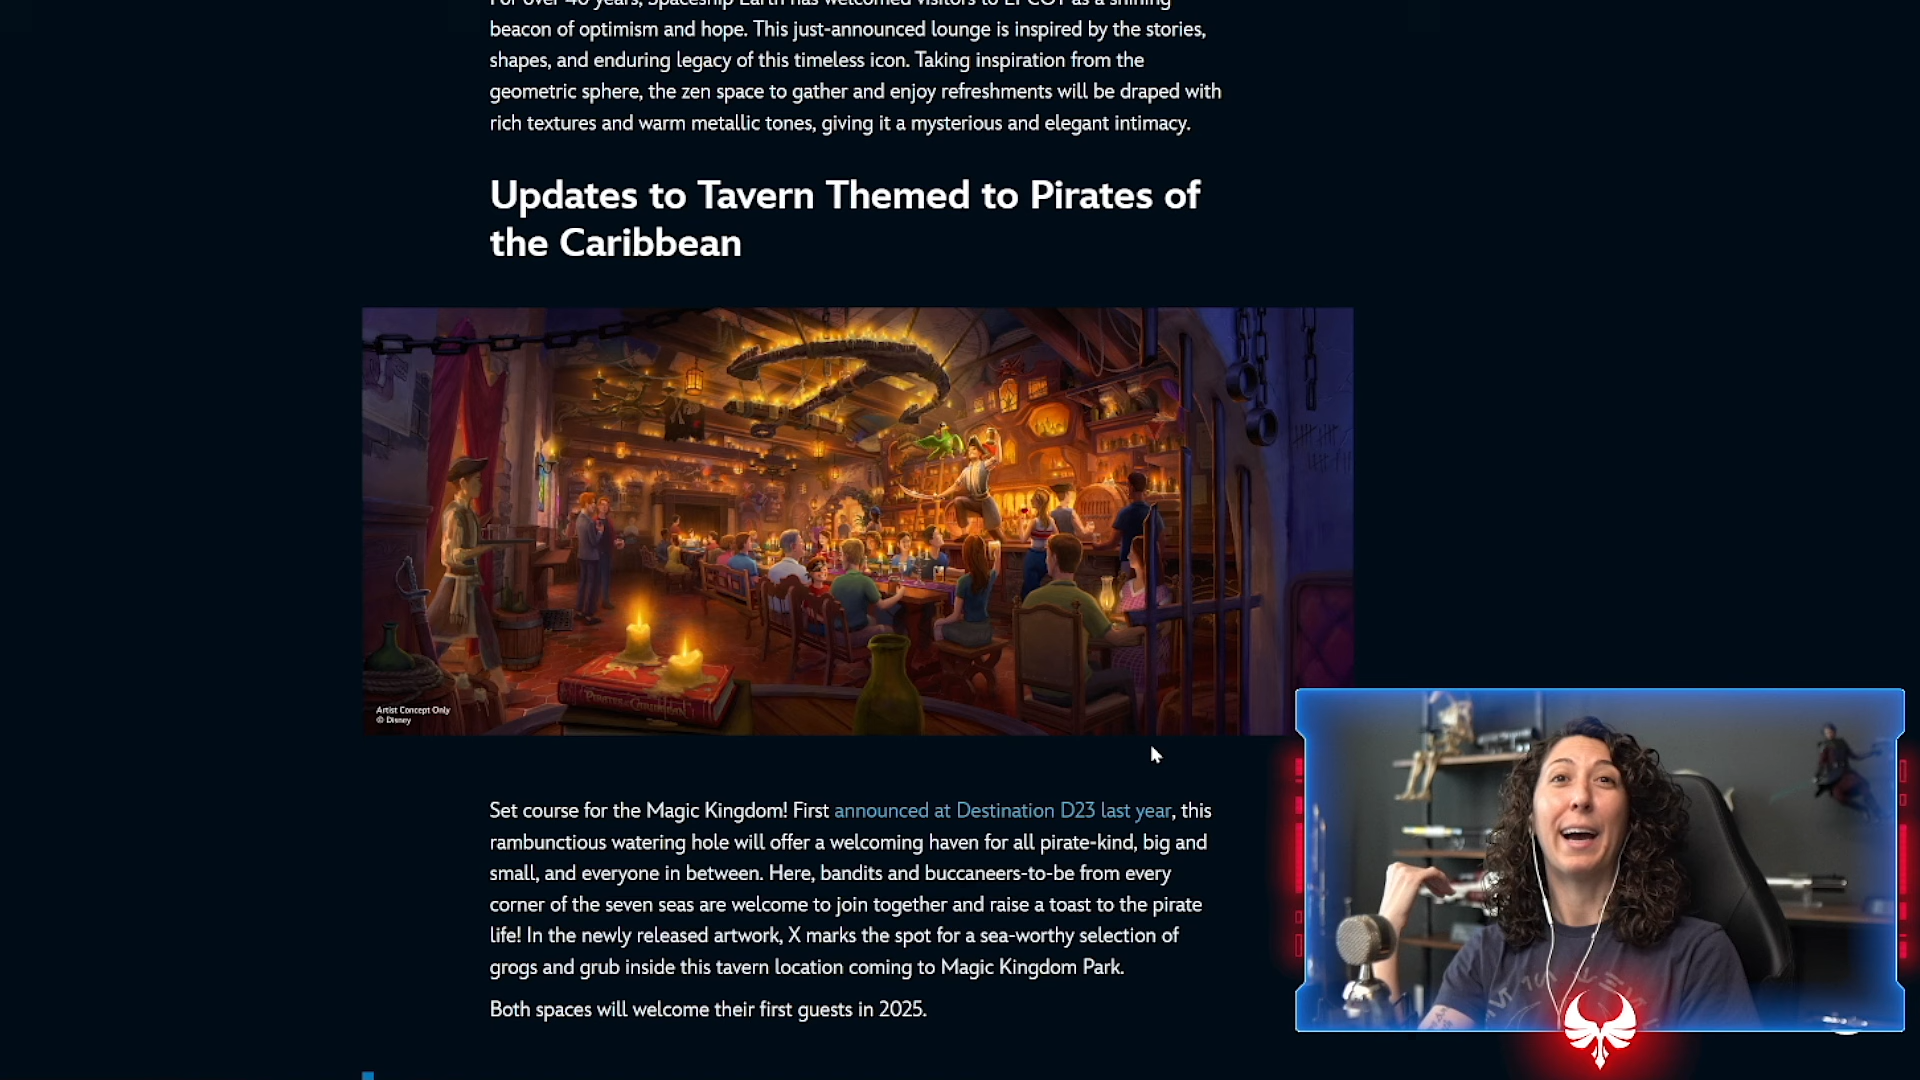 For over 40 years, Spaceship Earth has welcomed visitors to EPCOT as a shining
beacon of optimism and hope. This just-announced lounge is inspired by the stories,
shapes, and enduring legacy of this timeless icon. Taking inspiration from the
geometric sphere, the zen space to gather and enjoy refreshments will be draped with
rich textures and warm metallic tones, giving it a mysterious and elegant intimacy.
Updates to Tavern Themed to Pirates of
the Caribbean
PIRATES of the CARIBBEAN
Artist Concept Only
© Disney
Set course for the Magic Kingdom! First announced at Destination D23 last year, this
rambunctious watering hole will offer a welcoming haven for all pirate-kind, big and
small, and everyone in between. Here, bandits and buccaneers-to-be from every
corner of the seven seas are welcome to join together and raise a toast to the pirate
life! In the newly released artwork, X marks the spot for a sea-worthy selection of
grogs and grub inside this tavern location coming to Magic Kingdom Park.
Both spaces will welcome their first guests in 2025.